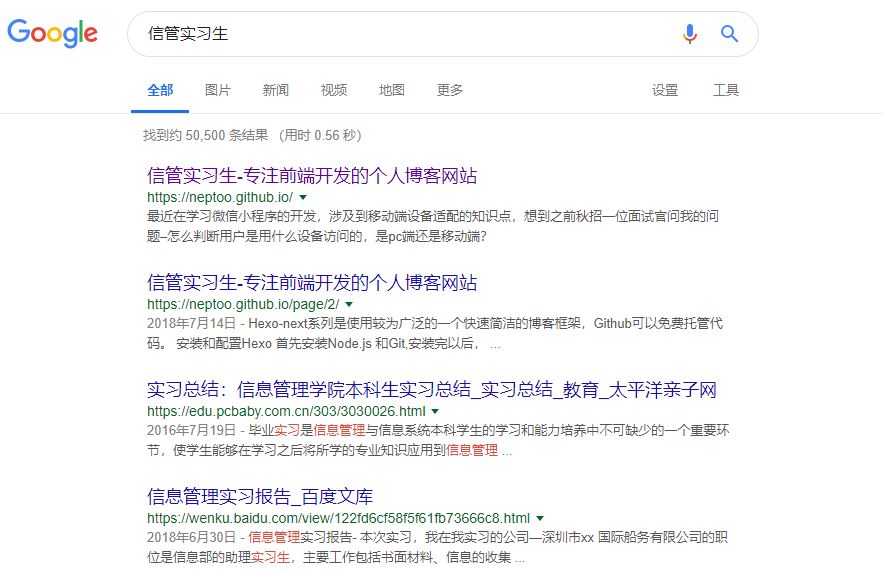 Google 信管实习生
全部 图片 新闻 视频 地图 更多 设置 工具
找到约 50,500 条结果 （用时 0.56 秒）
信管实习生-专注前端开发的个人博客网站
https://neptoo.github.io/
最近在学习微信小程序的开发，涉及到移动端设备适配的知识点，想到之前秋招一位面试官问我的问
题–怎么判断用户是用什么设备访问的，是pc端还是移动端?
信管实习生-专注前端开发的个人博客网站
https://neptoo.github.io/page/2/
2018年7月14日 - Hexo-next系列是使用较为广泛的一个快速简洁的博客框架，Github可以免费托管代
码。 安装和配置Hexo 首先安装Node.js 和Git,安装完以后， ...
实习总结：信息管理学院本科生实习总结_实习总结_教育_太平洋亲子网
https://edu.pcbaby.com.cn/303/3030026.html
2016年7月19日 - 毕业实习是信息管理与信息系统本科学生的学习和能力培养中不可缺少的一个重要环
节，使学生能够在学习之后将所学的专业知识应用到信息管理 ...
信息管理实习报告_百度文库
https://wenku.baidu.com/view/122fd6cf58f5f61fb73666c8.html
2018年6月30日 - 信息管理实习报告- 本次实习，我在我实习的公司—深圳市xx 国际船务有限公司的职
位是信息部的助理实习生，主要工作包括书面材料、信息的收集 ...